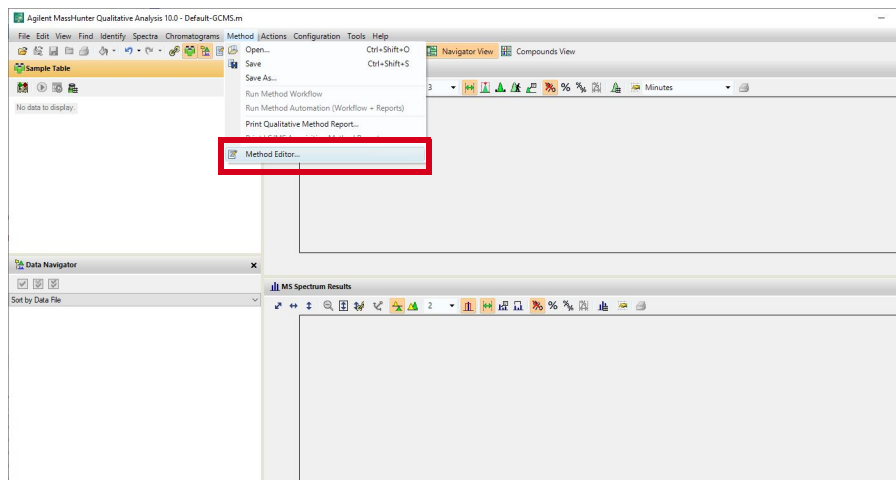 Agilent MassHunter Qualitative Analysis 10.0 - Default-GCMS.m
File Edit View Find Identify Spectra Chromatograms Method Actions Configuration Tools Help
Open... Ctrl+Shift+O
Navigator View Compounds View
Sample Table
Save Ctrl+Shift+S
Save As...
3 Minutes
Run Method Workflow
No data to display.
Run Method Automation (Workflow + Reports)
Print Qualitative Method Report...
Method Editor...
Data Navigator
MS Spectrum Results
Sort by Data File
2